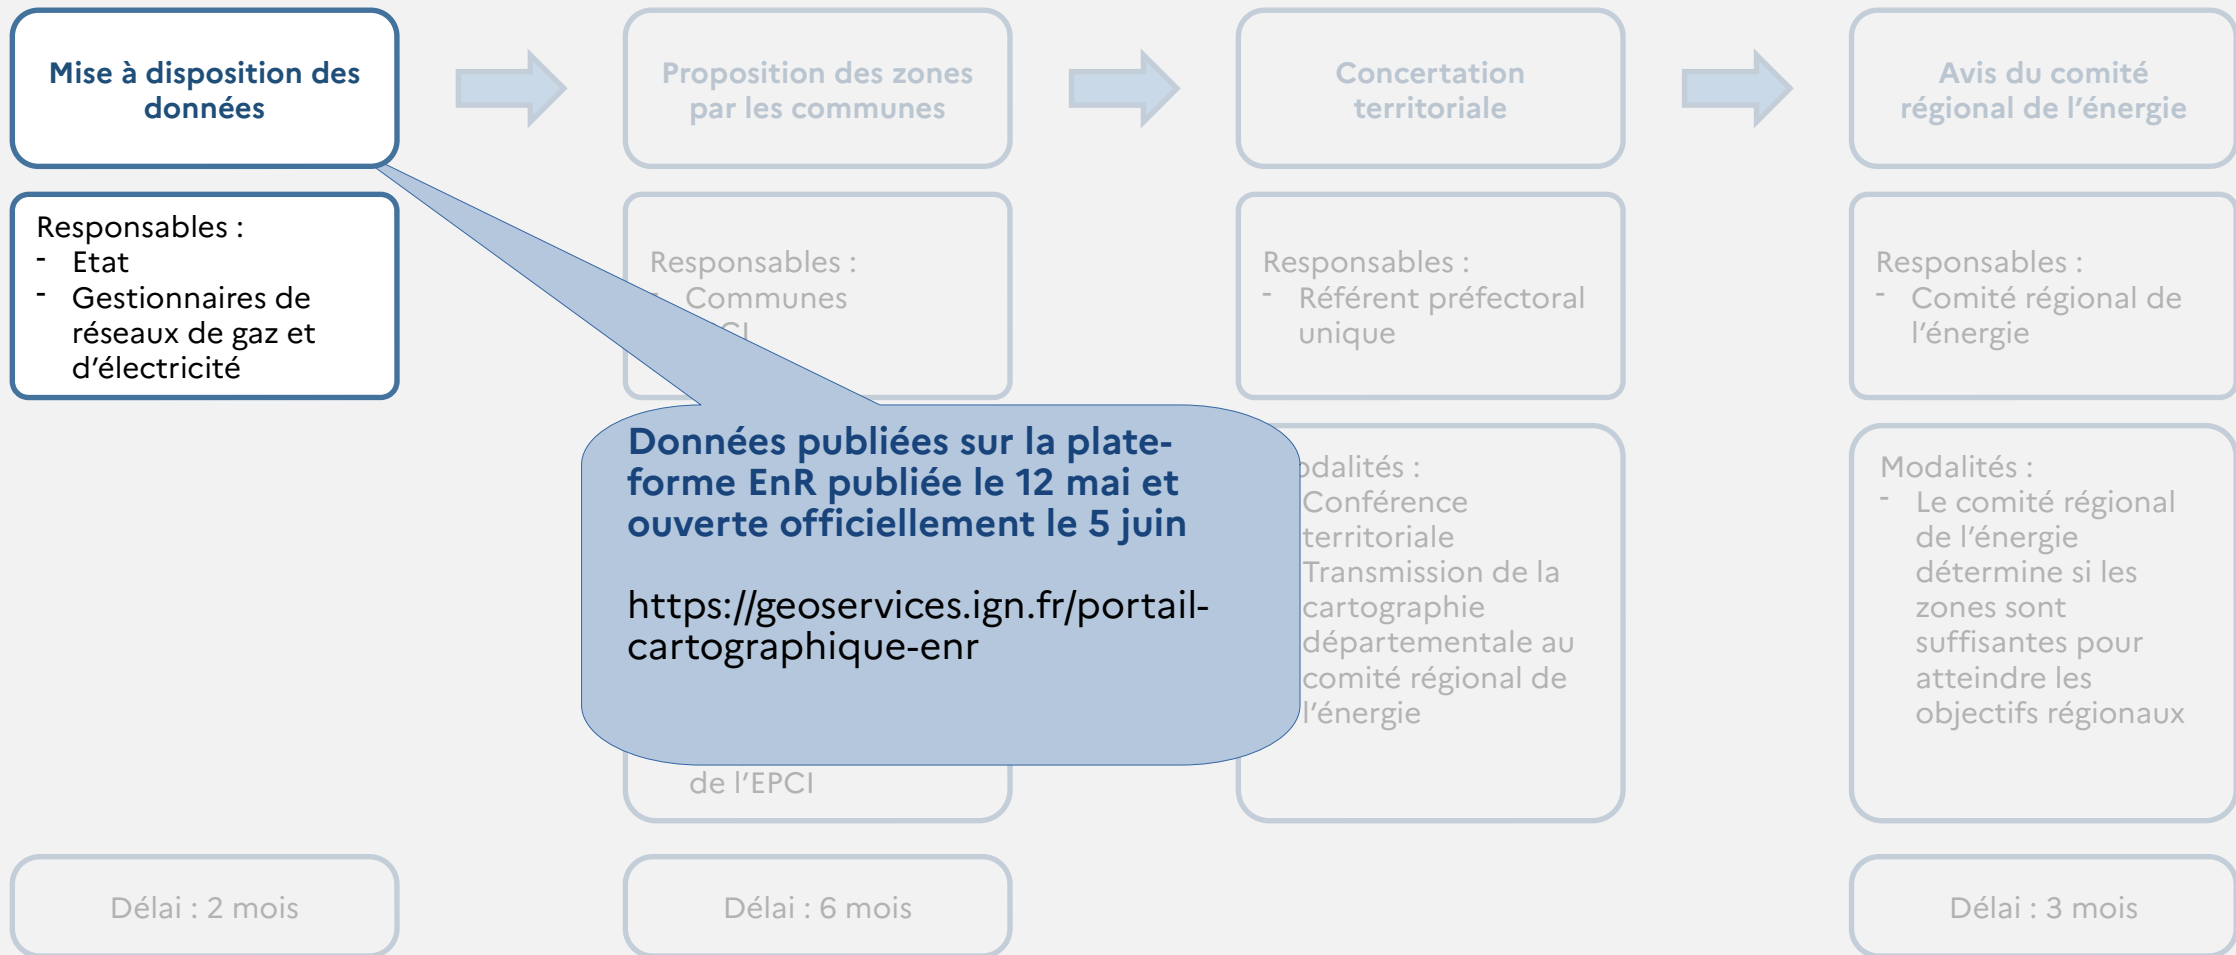 Mise à disposition des
données
Proposition des zones
par les communes
Concertation
territoriale
Avis du comité
régional de l’énergie
Responsables :
- Etat
- Gestionnaires de
réseaux de gaz et
d’électricité
Responsables :
- Communes
Responsables :
- Référent préfectoral
unique
Responsables :
- Comité régional de
l’énergie
Données publiées sur la plate-
forme EnR publiée le 12 mai et
ouverte officiellement le 5 juin
https://geoservices.ign.fr/portail-
cartographique-enr
de l’EPCI
Conférence
territoriale
Transmission de la
cartographie
départementale au
comité régional de
l’énergie
Modalités :
- Le comité régional
de l’énergie
détermine si les
zones sont
suffisantes pour
atteindre les
objectifs régionaux
Délai : 2 mois
Délai : 6 mois
Délai : 3 mois